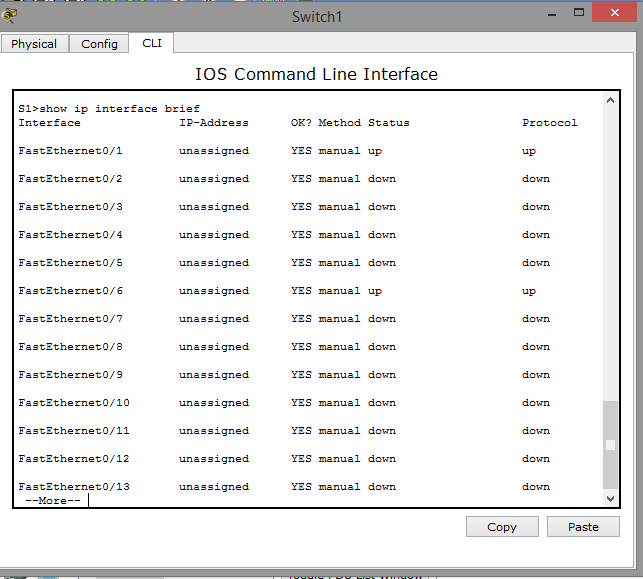 Switch1
Physical Config CLI
IOS Command Line Interface
S1>show ip interface brief
Interface IP-Address OK? Method Status Protocol
FastEthernet0/1 unassigned YES manual up up
FastEthernet0/2 unassigned YES manual down down
FastEthernet0/3 unassigned YES manual down down
FastEthernet0/4 unassigned YES manual down down
FastEthernet0/5 unassigned YES manual down down
FastEthernet0/6 unassigned YES manual up up
FastEthernet0/7 unassigned YES manual down down
FastEthernet0/8 unassigned YES manual down down
FastEthernet0/9 unassigned YES manual down down
FastEthernet0/10 unassigned YES manual down down
FastEthernet0/11 unassigned YES manual down down
FastEthernet0/12 unassigned YES manual down down
FastEthernet0/13 unassigned YES manual down down
--More--
Copy Paste
Toggle PDU List Window